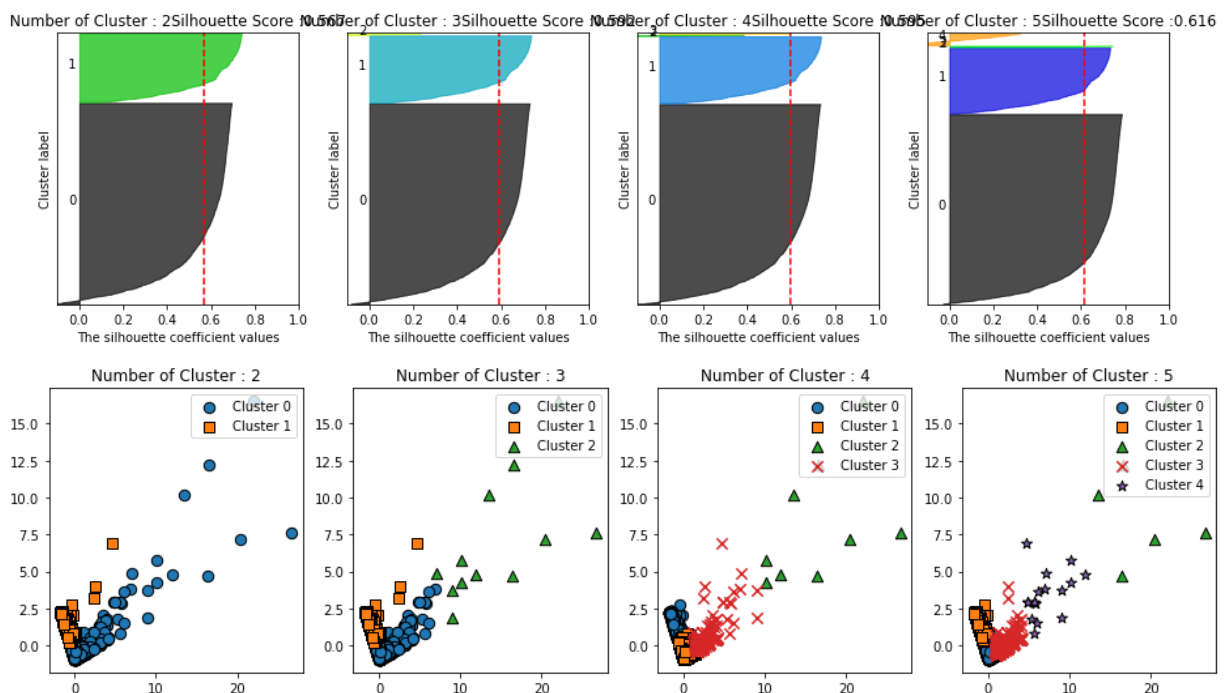 Number of Cluster : 2Silhouette Score :0.567
Number of Cluster : 3Silhouette Score :0.592
Number of Cluster : 4Silhouette Score :0.595
Number of Cluster : 5Silhouette Score :0.616
Cluster label
1
0
0.0 0.2 0.4 0.6 0.8 1.0
The silhouette coefficient values
Cluster label
2
1
0
0.0 0.2 0.4 0.6 0.8 1.0
The silhouette coefficient values
Cluster label
1
0
0.0 0.2 0.4 0.6 0.8 1.0
The silhouette coefficient values
Cluster label
4
1
0
0.0 0.2 0.4 0.6 0.8 1.0
The silhouette coefficient values
Number of Cluster : 2
Cluster 0
Cluster 1
15.0
12.5
10.0
7.5
5.0
2.5
0.0
0 10 20
Number of Cluster : 3
Cluster 0
Cluster 1
Cluster 2
15.0
12.5
10.0
7.5
5.0
2.5
0.0
0 10 20
Number of Cluster : 4
Cluster 0
Cluster 1
Cluster 2
Cluster 3
15.0
12.5
10.0
7.5
5.0
2.5
0.0
0 10 20
Number of Cluster : 5
Cluster 0
Cluster 1
Cluster 2
Cluster 3
Cluster 4
15.0
12.5
10.0
7.5
5.0
2.5
0.0
0 10 20